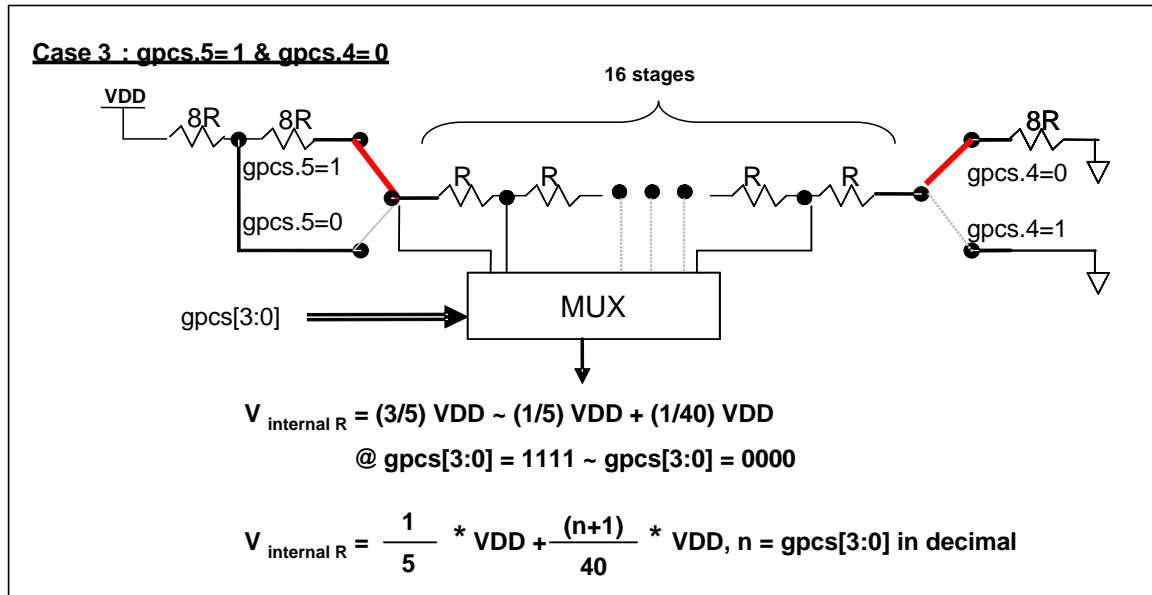 Case 3 : gpcs.5= 1 & gpcs.4= 0
16 stages
VDD
8R 8R 8R
gpcs.5=1 gpcs.4=0
R R R R
gpcs.5=0 gpcs.4=1
MUX
gpcs[3:0]
V internal R = (3/5) VDD ~ (1/5) VDD + (1/40) VDD
@ gpcs[3:0] = 1111 ~ gpcs[3:0] = 0000
V internal R = 1/5 * VDD + (n+1)/40 * VDD, n = gpcs[3:0] in decimal